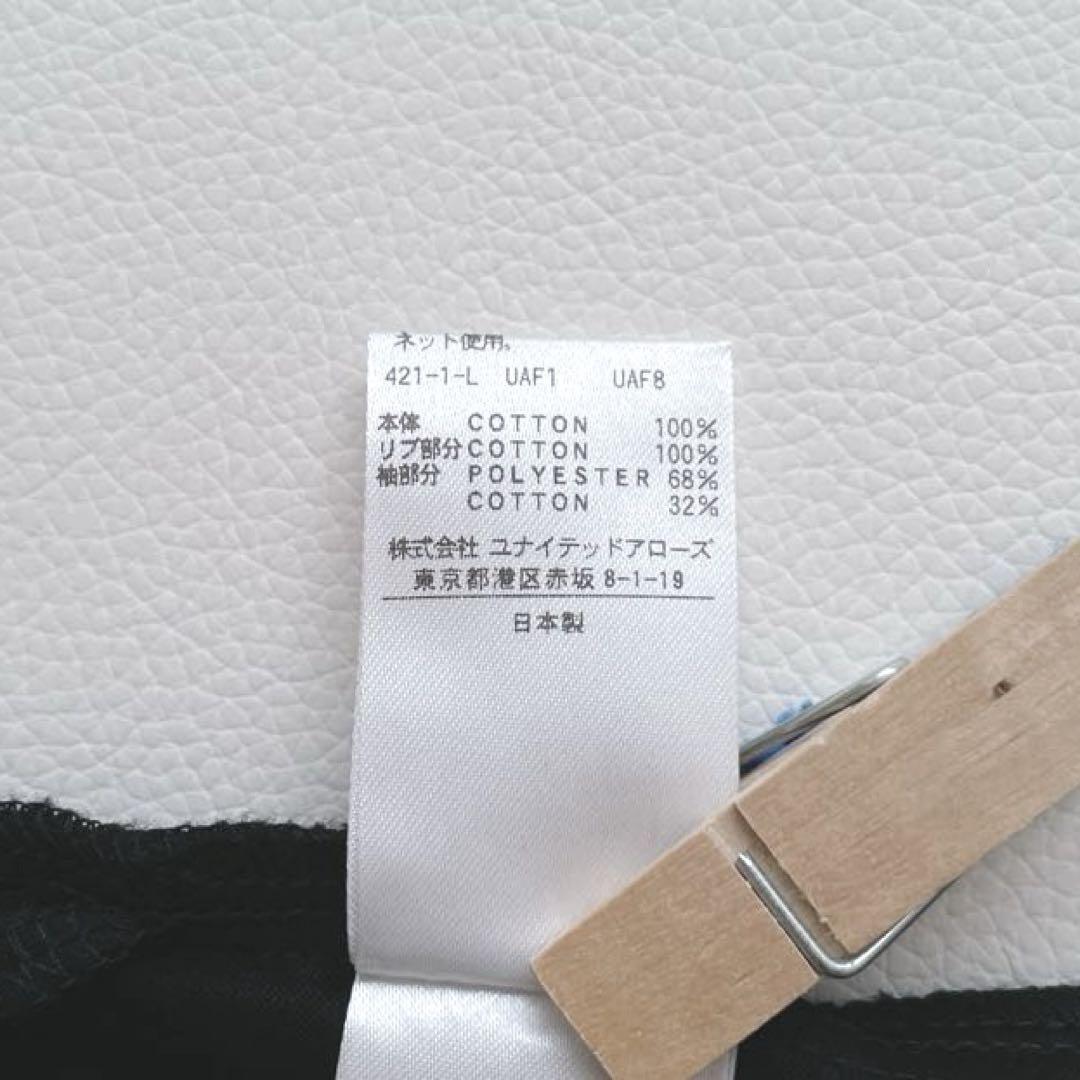 ネット使用。
421-1-L UAF1 UAF8
本体 COTTON 100%
リブ部分 COTTON 100%
袖部分 POLYESTER 68%
COTTON 32%
株式会社 ユナイテッドアローズ
東京都港区赤坂 8-1-19
日本製